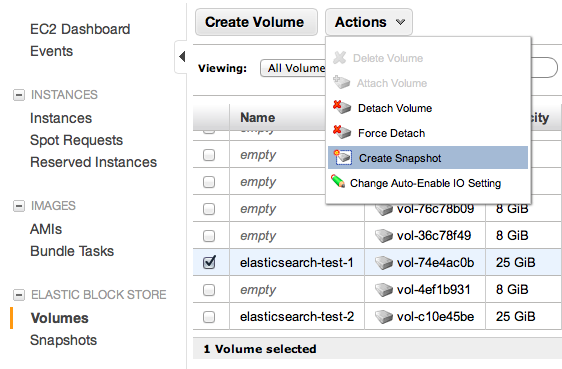 EC2 Dashboard
Events
INSTANCES
Instances
Spot Requests
Reserved Instances
IMAGES
AMIs
Bundle Tasks
ELASTIC BLOCK STORE
Volumes
Snapshots
Create Volume Actions
Viewing: All Volume
Delete Volume
Attach Volume
Detach Volume
Force Detach
Create Snapshot
Change Auto-Enable IO Setting
Name
empty
empty
empty
empty vol-76c78b09 8 GiB
empty vol-36c78f49 8 GiB
elasticsearch-test-1 vol-74e4ac0b 25 GiB
empty vol-4ef1b931 8 GiB
elasticsearch-test-2 vol-c10e45be 25 GiB
1 Volume selected